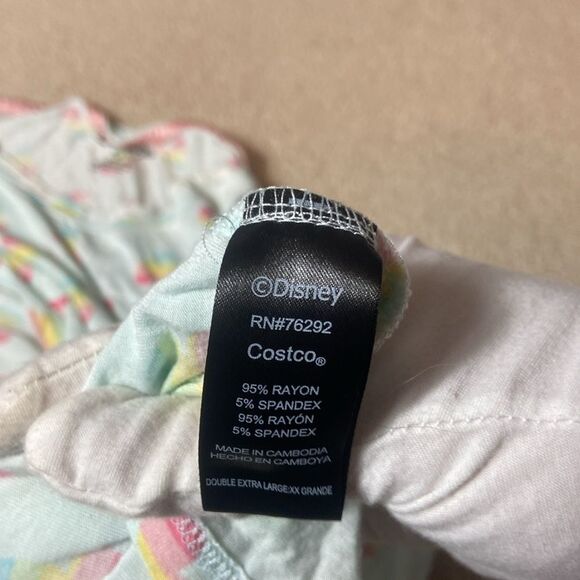 ©Disney
RN#76292
Costco®
95% RAYON
5% SPANDEX
95% RAYÓN
5% SPANDEX
MADE IN CAMBODIA
HECHO EN CAMBOYA
DOUBLE EXTRA LARGE:XX GRANDE